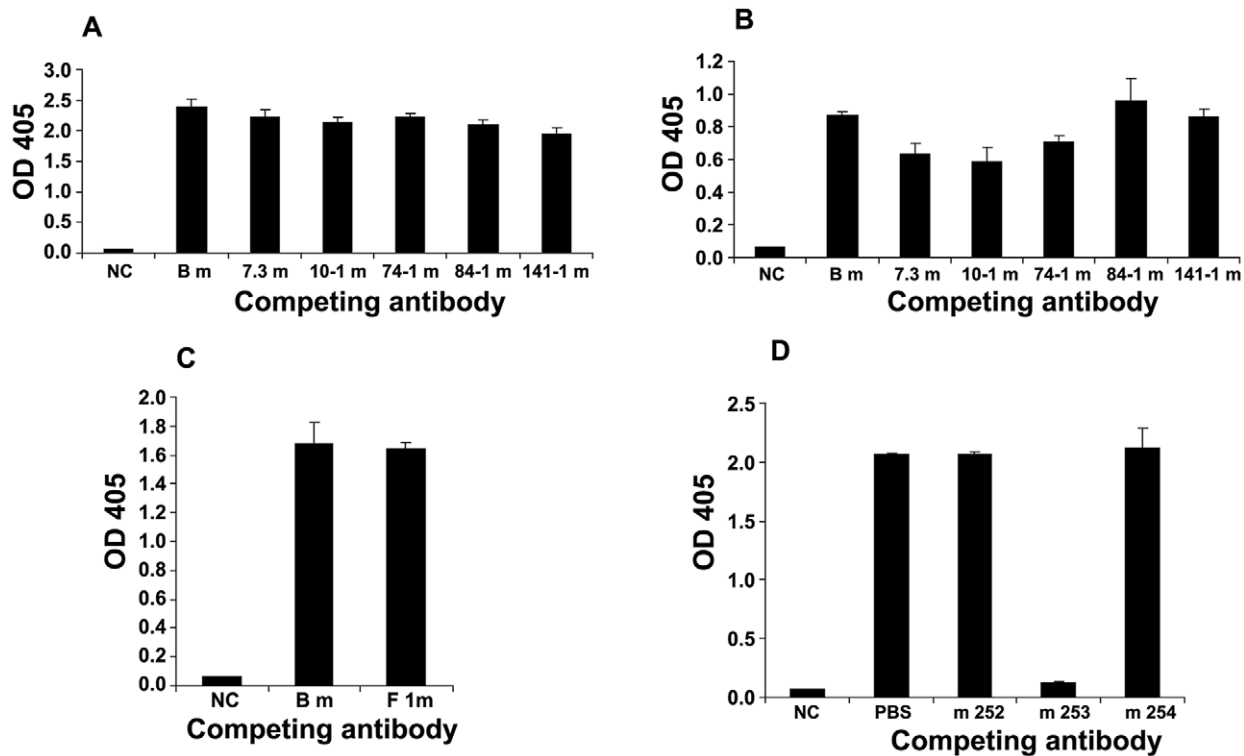 A
OD 405
3.0
2.5
2.0
1.5
1.0
0.5
0.0
NC B m 7.3 m 10-1 m 74-1 m 84-1 m 141-1 m
Competing antibody
B
OD 405
1.2
1.0
0.8
0.6
0.4
0.2
0.0
NC B m 7.3 m 10-1 m 74-1 m 84-1 m 141-1 m
Competing antibody
C
OD 405
2.0
1.8
1.6
1.4
1.2
1.0
0.8
0.6
0.4
0.2
0.0
NC B m F 1m
Competing antibody
D
OD 405
2.5
2.0
1.5
1.0
0.5
0.0
NC PBS m 252 m 253 m 254
Competing antibody